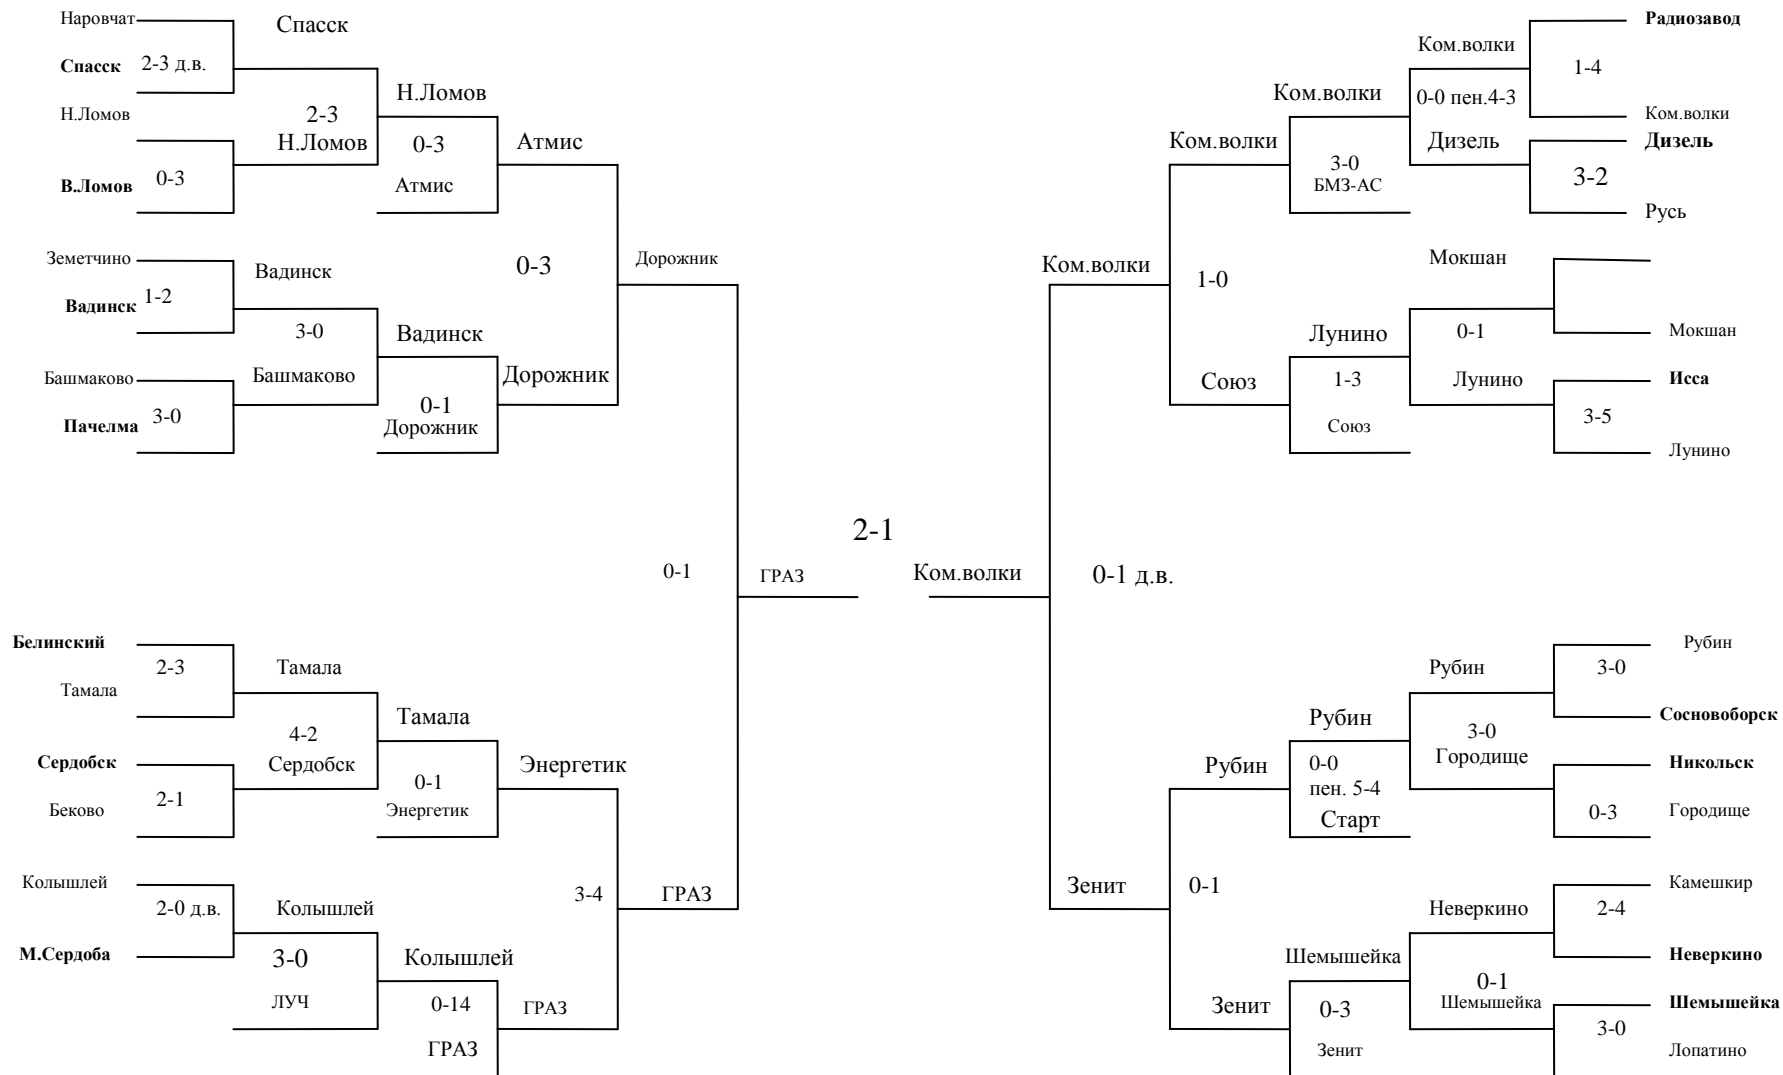 Наровчат
Спасск
Спасск 2-3 д.в.
Н.Ломов
2-3
Н.Ломов
Н.Ломов
0-3
Атмис
Атмис
В.Ломов 0-3
Земетчино
Вадинск
0-3
Дорожник
Вадинск 1-2
3-0
Вадинск
Башмаково
Башмаково
Дорожник
0-1
Дорожник
Пачелма 3-0
Радиозавод
Ком.волки
1-4
Ком.волки
0-0 пен.4-3
Ком.волки
Ком.волки
Дизель
Дизель
3-0
БМЗ-АС
3-2
Русь
Ком.волки
1-0
Мокшан
Лунино
0-1
Мокшан
Союз
1-3
Лунино
Исса
Союз
3-5
Лунино
2-1
0-1
ГРАЗ
Ком.волки
0-1 д.в.
Белинский
2-3
Тамала
Тамала
Тамала
4-2
Сердобск
Сердобск
Энергетик
0-1
Энергетик
Беково
2-1
Колышлей
2-0 д.в.
Колышлей
3-4
ГРАЗ
М.Сердоба
3-0
Колышлей
ЛУЧ
0-14
ГРАЗ
ГРАЗ
Рубин
Рубин
3-0
Рубин
Сосновоборск
3-0
Городище
Рубин
0-0
пен. 5-4
Старт
Никольск
0-3
Городище
Зенит
0-1
Камешкир
Неверкино
2-4
Шемышейка
Неверкино
0-1
Шемышейка
Шемышейка
Зенит
0-3
Зенит
3-0
Лопатино